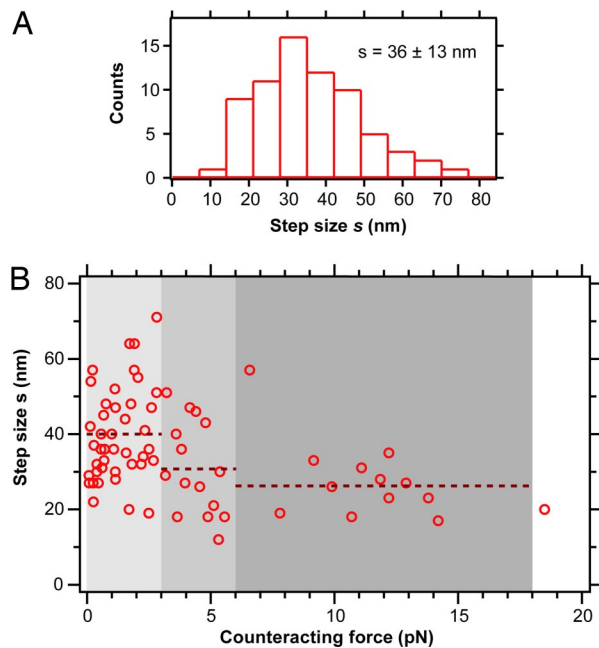 A
Counts
15
10
5
0
s = 36 ± 13 nm
0 10 20 30 40 50 60 70 80
Step size s (nm)
B
Step size s (nm)
80
60
40
20
0
0 5 10 15 20
Counteracting force (pN)